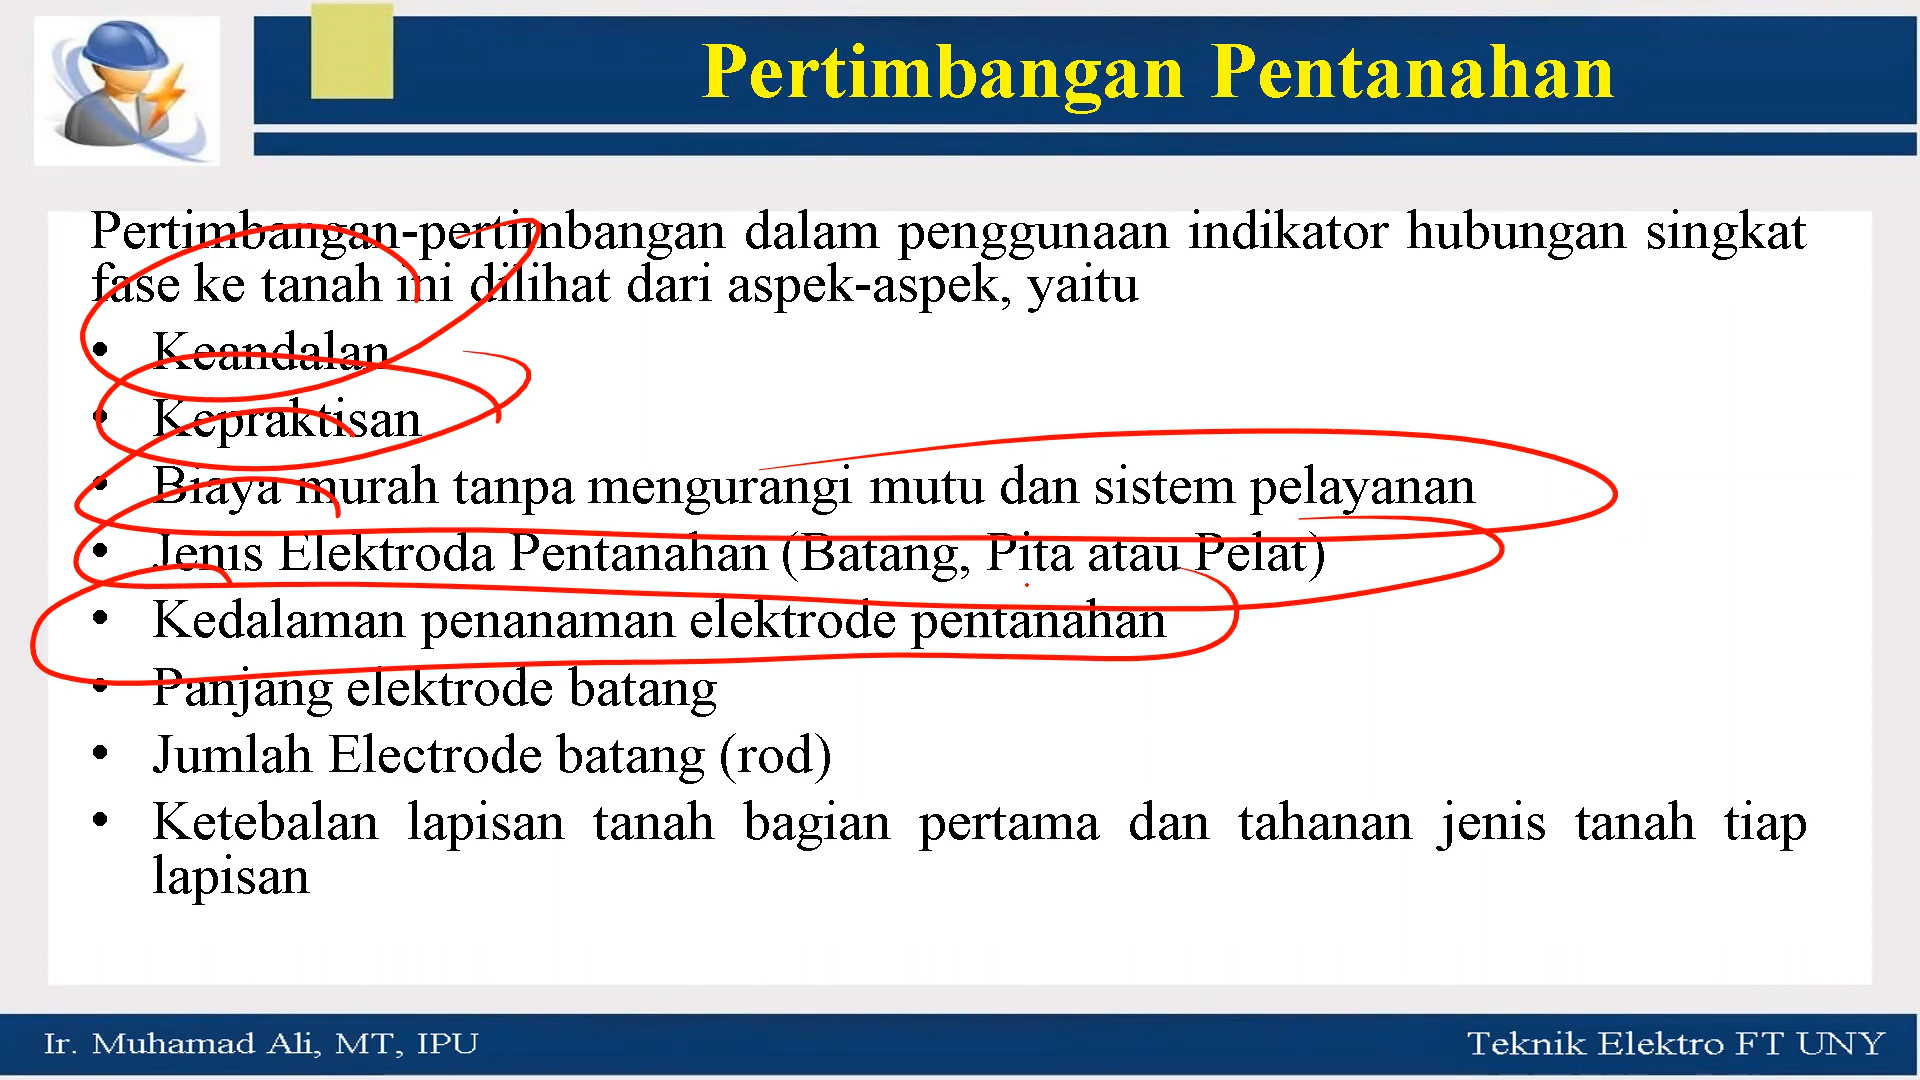 Pertimbangan Pentanahan
Pertimbangan-pertimbangan dalam penggunaan indikator hubungan singkat
fase ke tanah ini dilihat dari aspek-aspek, yaitu
• Keandalan
• Kepraktisan
• Biaya murah tanpa mengurangi mutu dan sistem pelayanan
• Jenis Elektroda Pentanahan (Batang, Pita atau Pelat)
• Kedalaman penanaman elektrode pentanahan
• Panjang elektrode batang
• Jumlah Electrode batang (rod)
• Ketebalan lapisan tanah bagian pertama dan tahanan jenis tanah tiap
lapisan
Ir. Muhamad Ali, MT, IPU
Teknik Elektro FT UNY